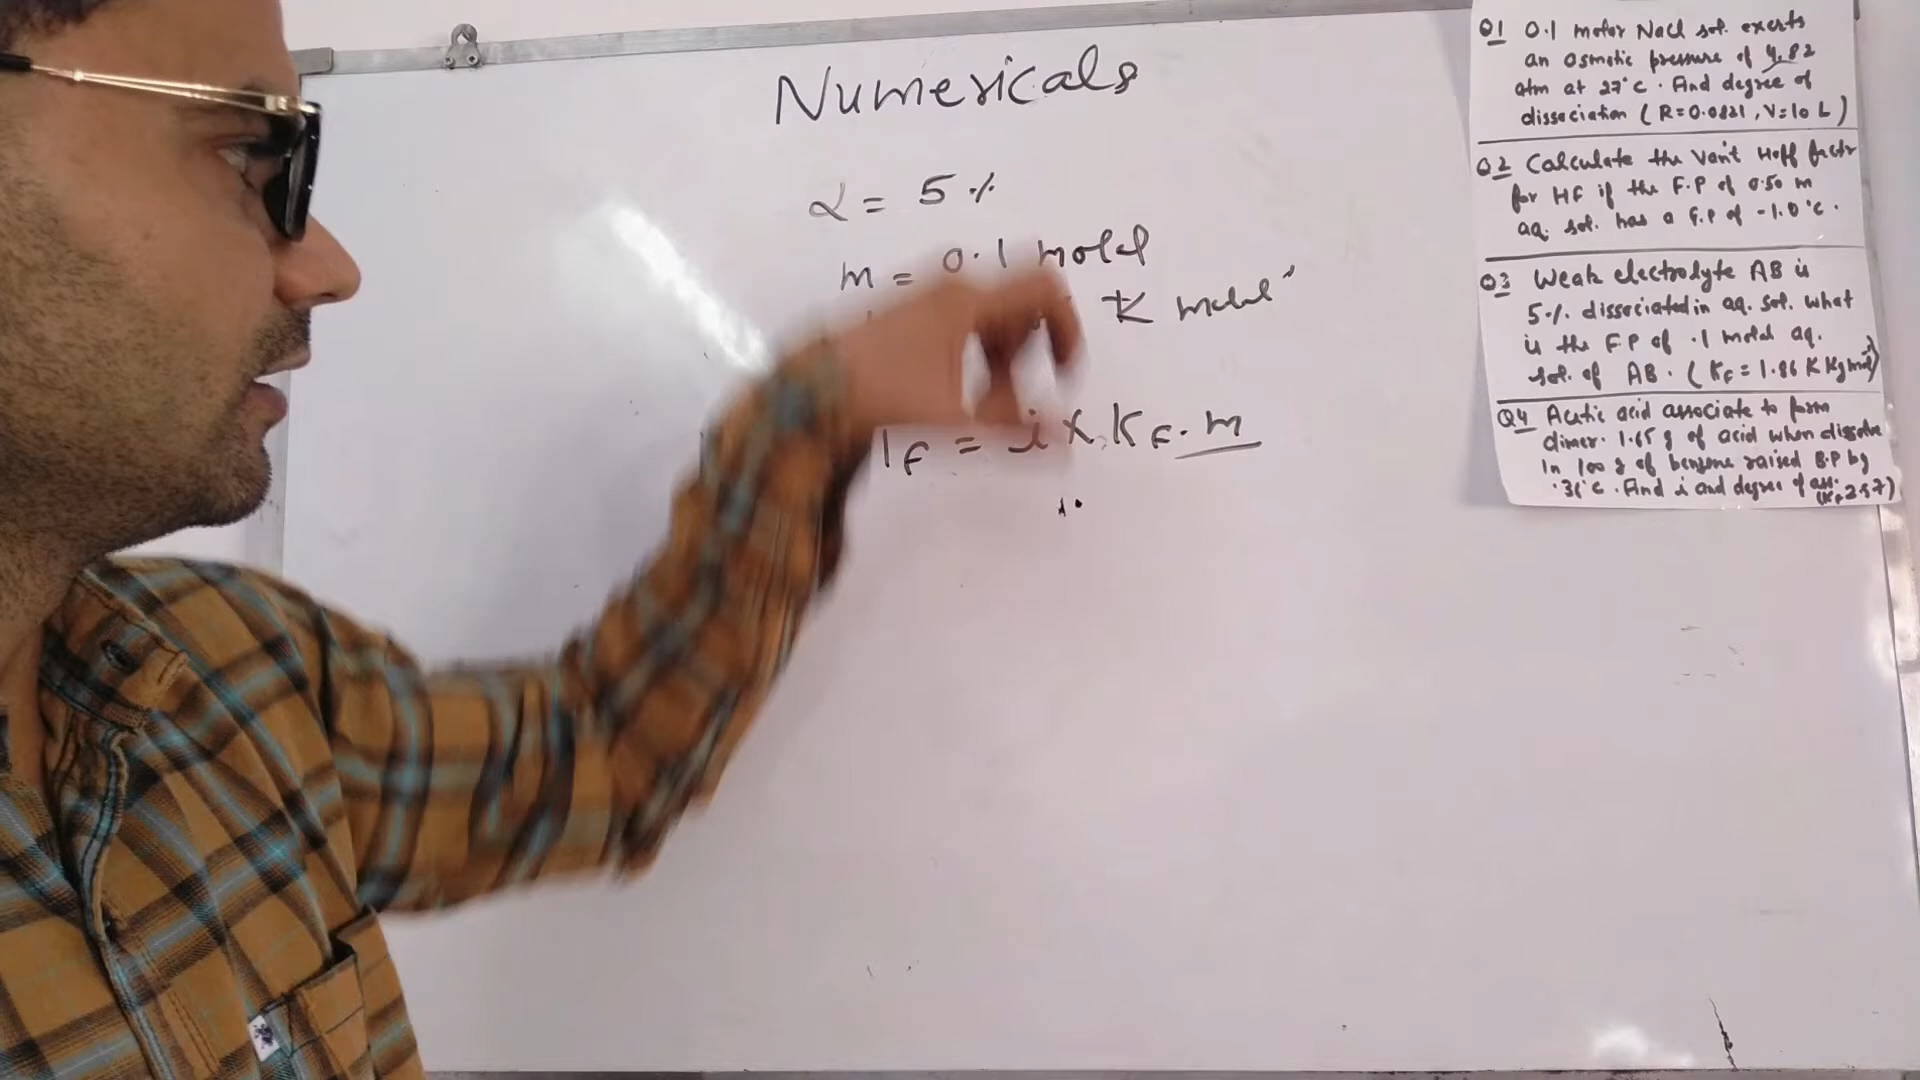 Numericals
α = 5 %
m = 0.1 molal
K molal⁻
F = i × KF . m
Q1 0.1 molar NaCl sol. exerts
an osmotic pressure of 4.82
atm at 27°C. Find degree of
dissociation ( R=0.0821, V=10 L )
Q2 Calculate the Van't Hoff factor
for HF if the F.P of 0.50 m
aq. sol. has a F.P of -1.0°C.
Q3 Weak electrolyte AB is
5 % dissociated in aq. sol. what
is the F.P of .1 molal aq.
sol. of AB. ( KF = 1.86 K Kg mol⁻¹)
Q4 Acetic acid associate to form
dimer. 1.65 g of acid when dissolve
in 100 g of benzene raised B.P by
.36°C. Find i and degree of ass.
2.57)